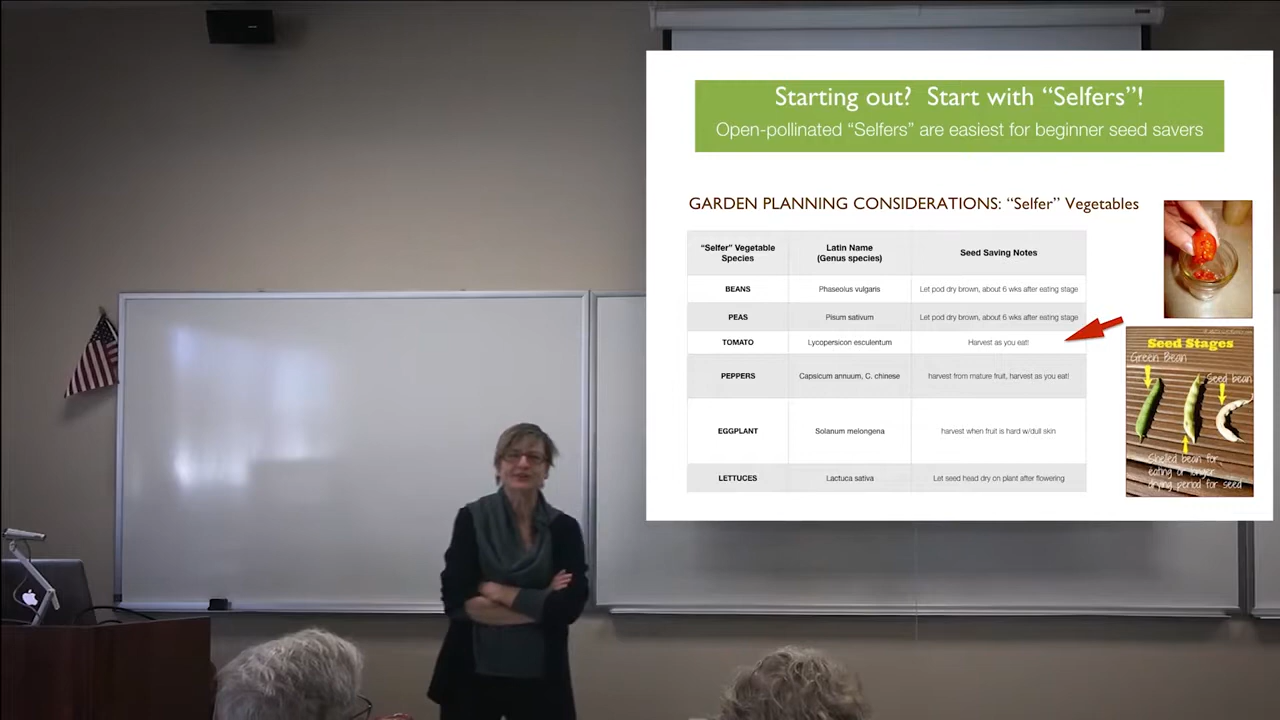 Starting out? Start with “Selfers”!
Open-pollinated “Selfers” are easiest for beginner seed savers
GARDEN PLANNING CONSIDERATIONS: “Selfer” Vegetables
“Selfer” Vegetable Species
Latin Name (Genus species)
Seed Saving Notes
BEANS Phaseolus vulgaris Let pod dry brown, about 6 wks after eating stage
PEAS Pisum sativum Let pod dry brown, about 6 wks after eating stage
TOMATO Lycopersicon esculentum Harvest as you eat!
PEPPERS Capsicum annuum, C. chinese harvest from mature fruit, harvest as you eat!
EGGPLANT Solanum melongena harvest when fruit is hard w/dull skin
LETTUCES Lactuca sativa Let seed head dry on plant after flowering
Seed Stages
Green Bean
Seed bean
Shelled bean for
eating or longer
drying period for seed